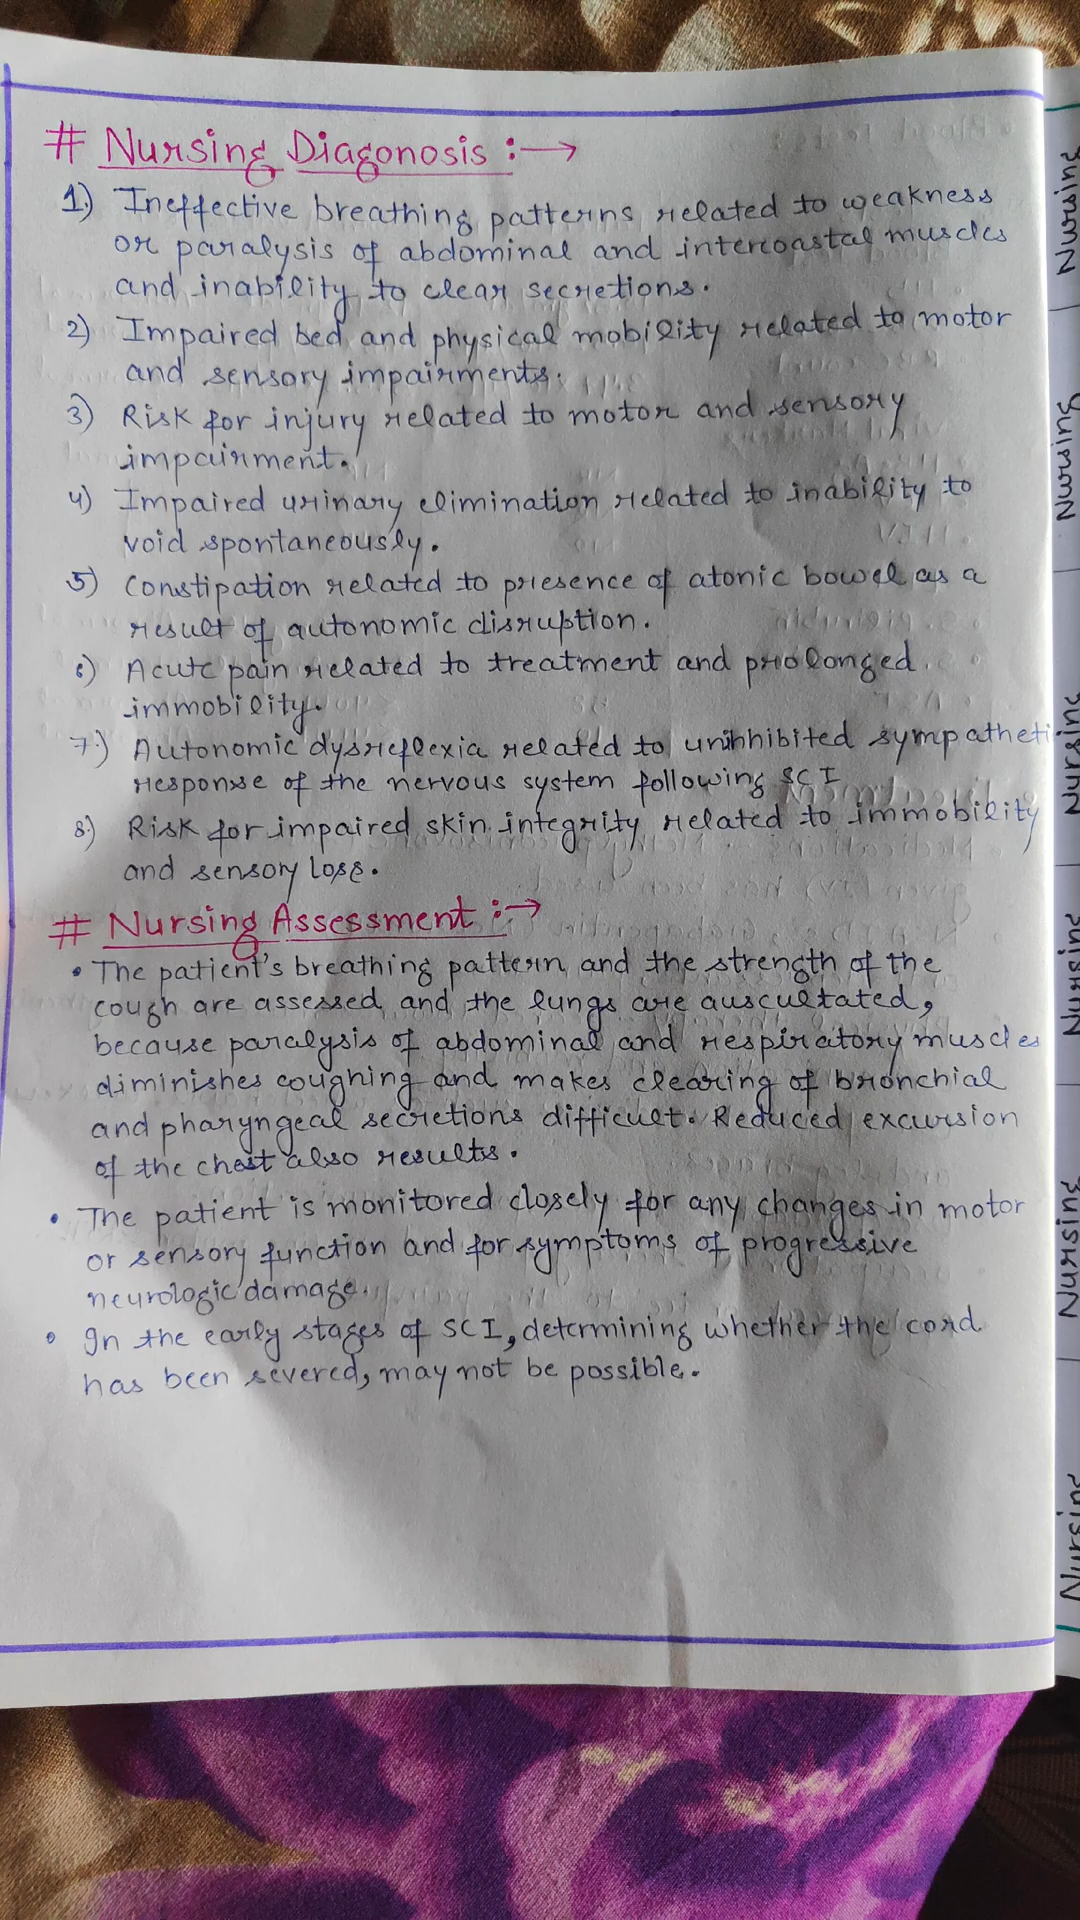 # Nursing Diagonosis :→
1.) Ineffective breathing patterns related to weakness
or paralysis of abdominal and intercoastal muscles
and inability to clear secretions.
2) Impaired bed and physical mobility related to motor
and sensory impairments.
3) Risk for injury related to motor and sensory
impairment.
4) Impaired urinary elimination related to inability to
void spontaneously.
5) Constipation related to presence of atonic bowel as a
result of autonomic disruption.
6) Acute pain related to treatment and prolonged
immobility.
7.) Autonomic dysreflexia related to uninhibited sympatheti
response of the nervous system following SCI
8.) Risk for impaired skin integrity related to immobility
and sensory loss.
# Nursing Assessment :→
• The patient's breathing pattern and the strength of the
cough are assessed and the lungs are auscultated,
because paralysis of abdominal and respiratory muscles
diminishes coughing and makes clearing of bronchial
and pharyngeal secretions difficult. Reduced excursion
of the chest also results.
• The patient is monitored closely for any changes in motor
or sensory function and for symptoms of progressive
neurologic damage.
• In the early stages of SCI, determining whether the cord
has been severed, may not be possible.
Nursing
Nursing
Nursing
Nursing
Nursing
Nursing